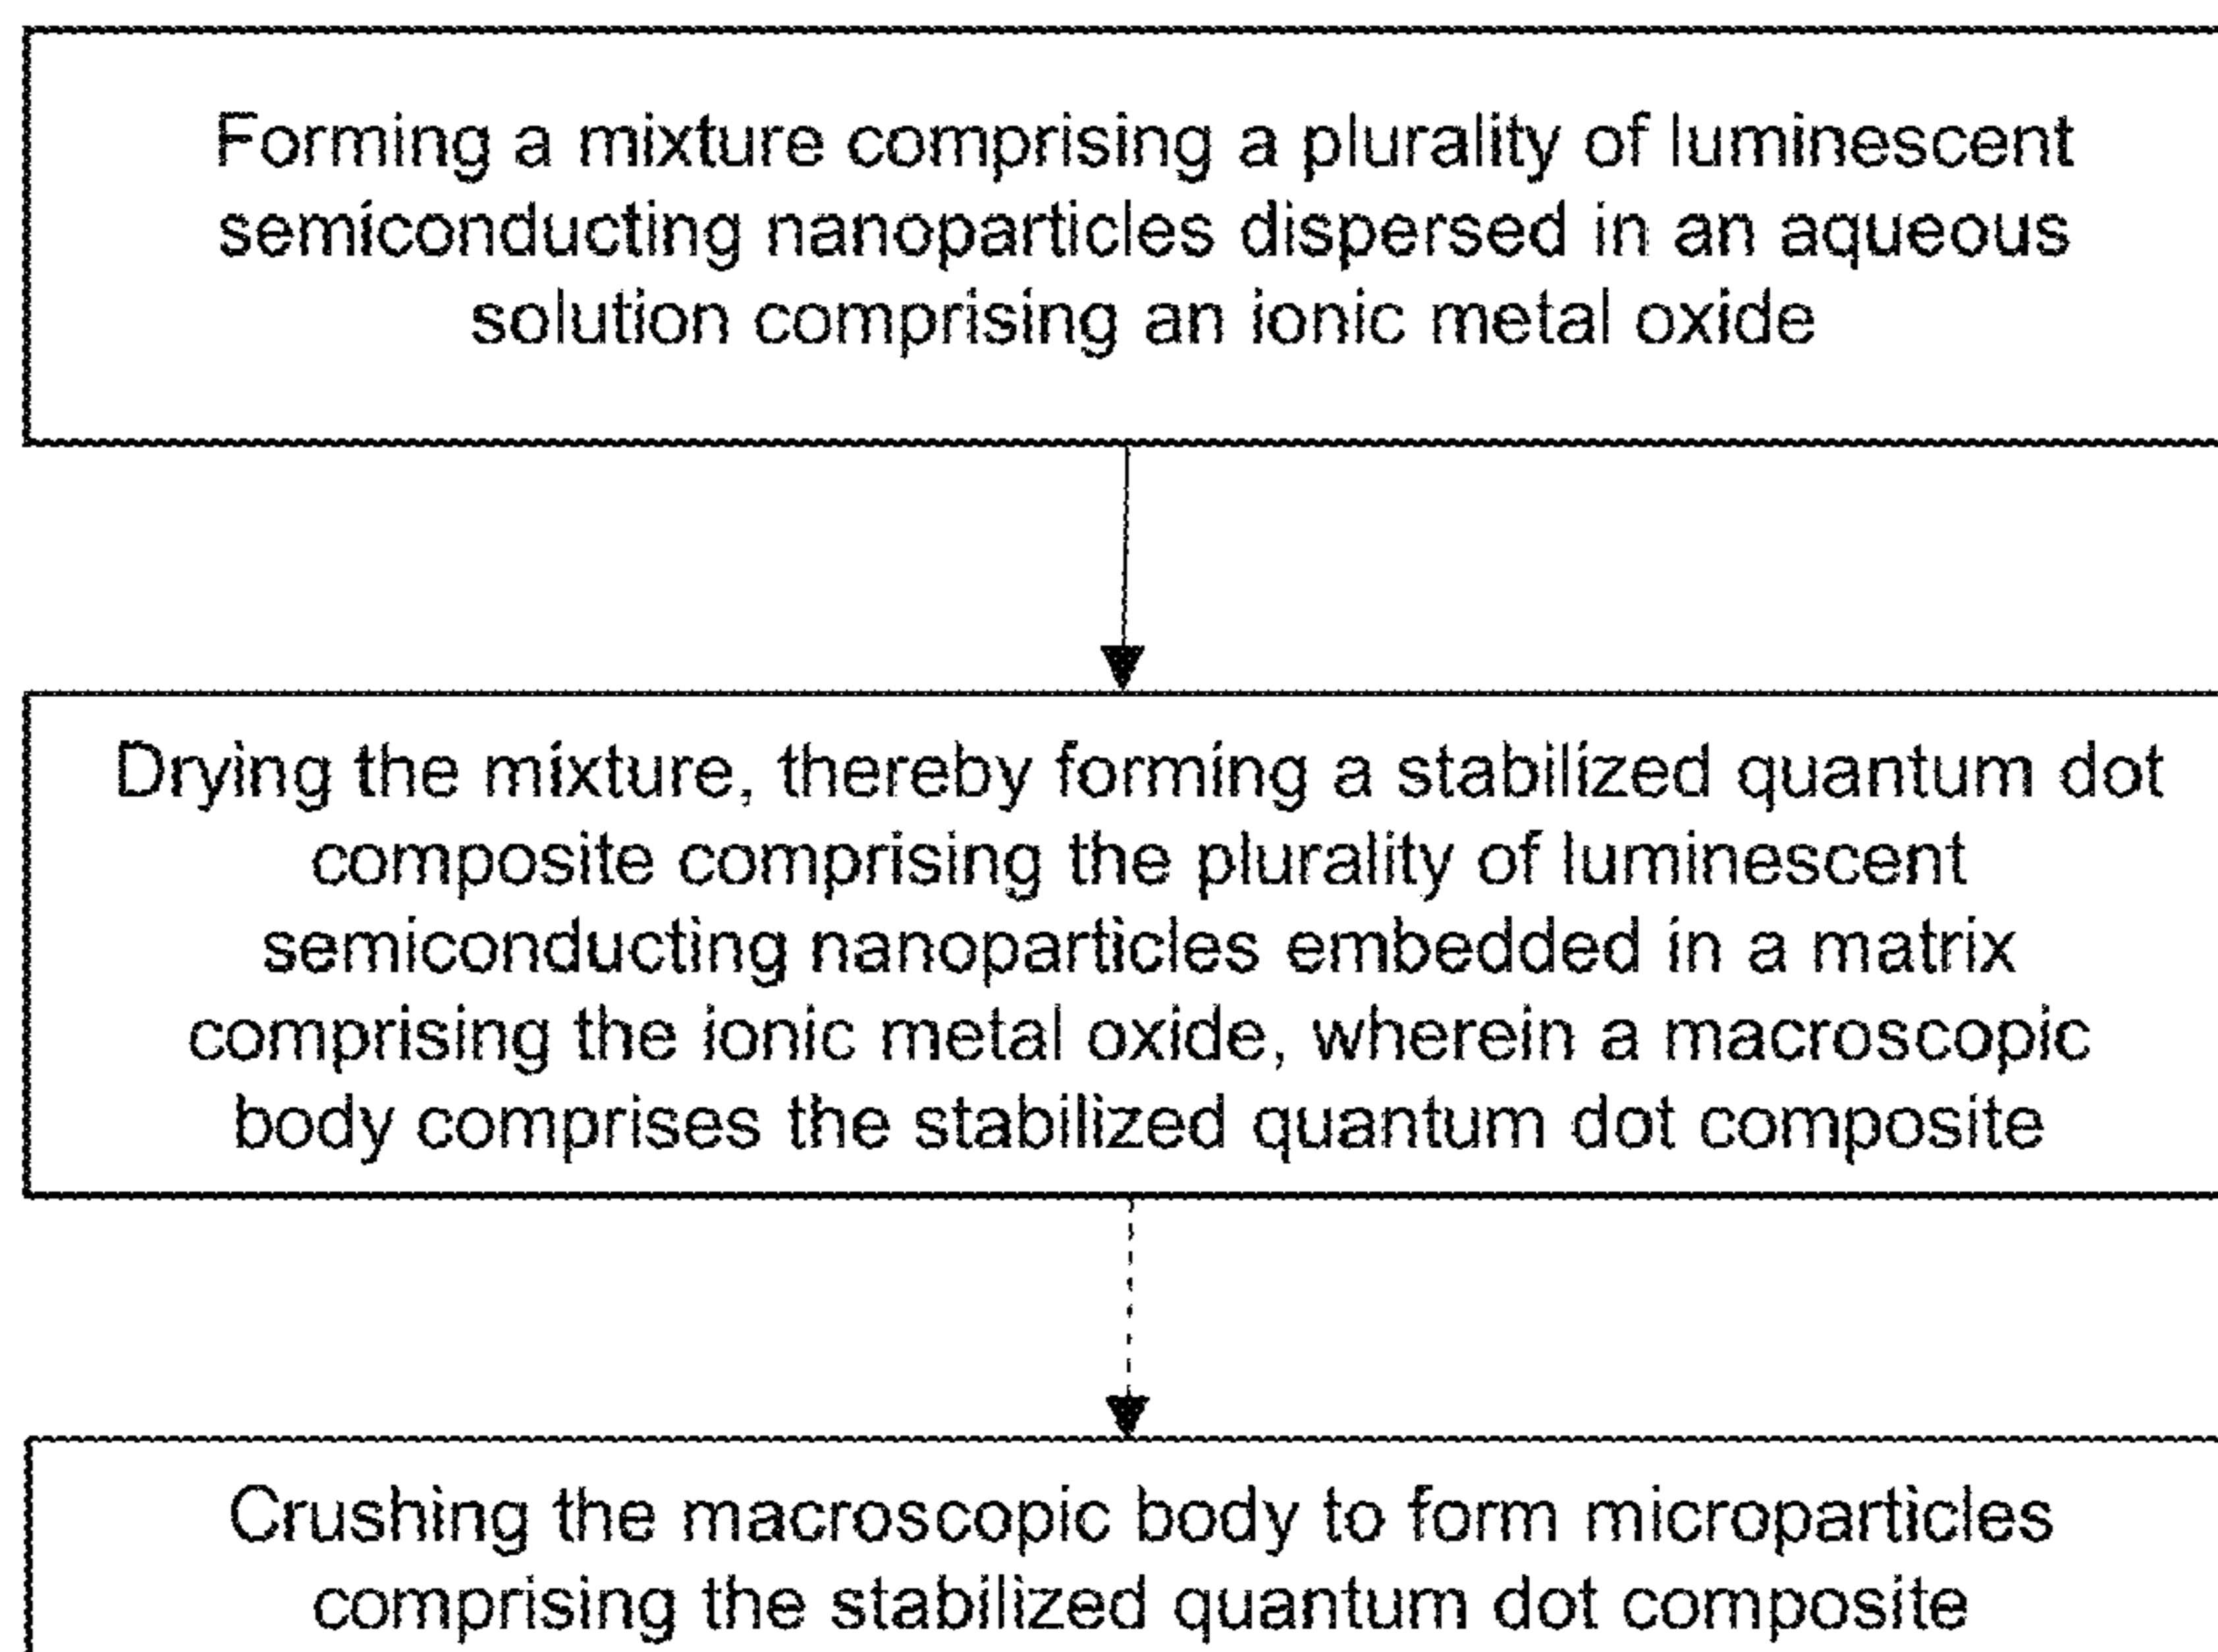 Forming a mixture comprising a plurality of luminescent
semiconducting nanoparticles dispersed in an aqueous
solution comprising an ionic metal oxide
Drying the mixture, thereby forming a stabilized quantum dot
composite comprising the plurality of luminescent
semiconducting nanoparticles embedded in a matrix
comprising the ionic metal oxide, wherein a macroscopic
body comprises the stabilized quantum dot composite
Crushing the macroscopic body to form microparticles
comprising the stabilized quantum dot composite